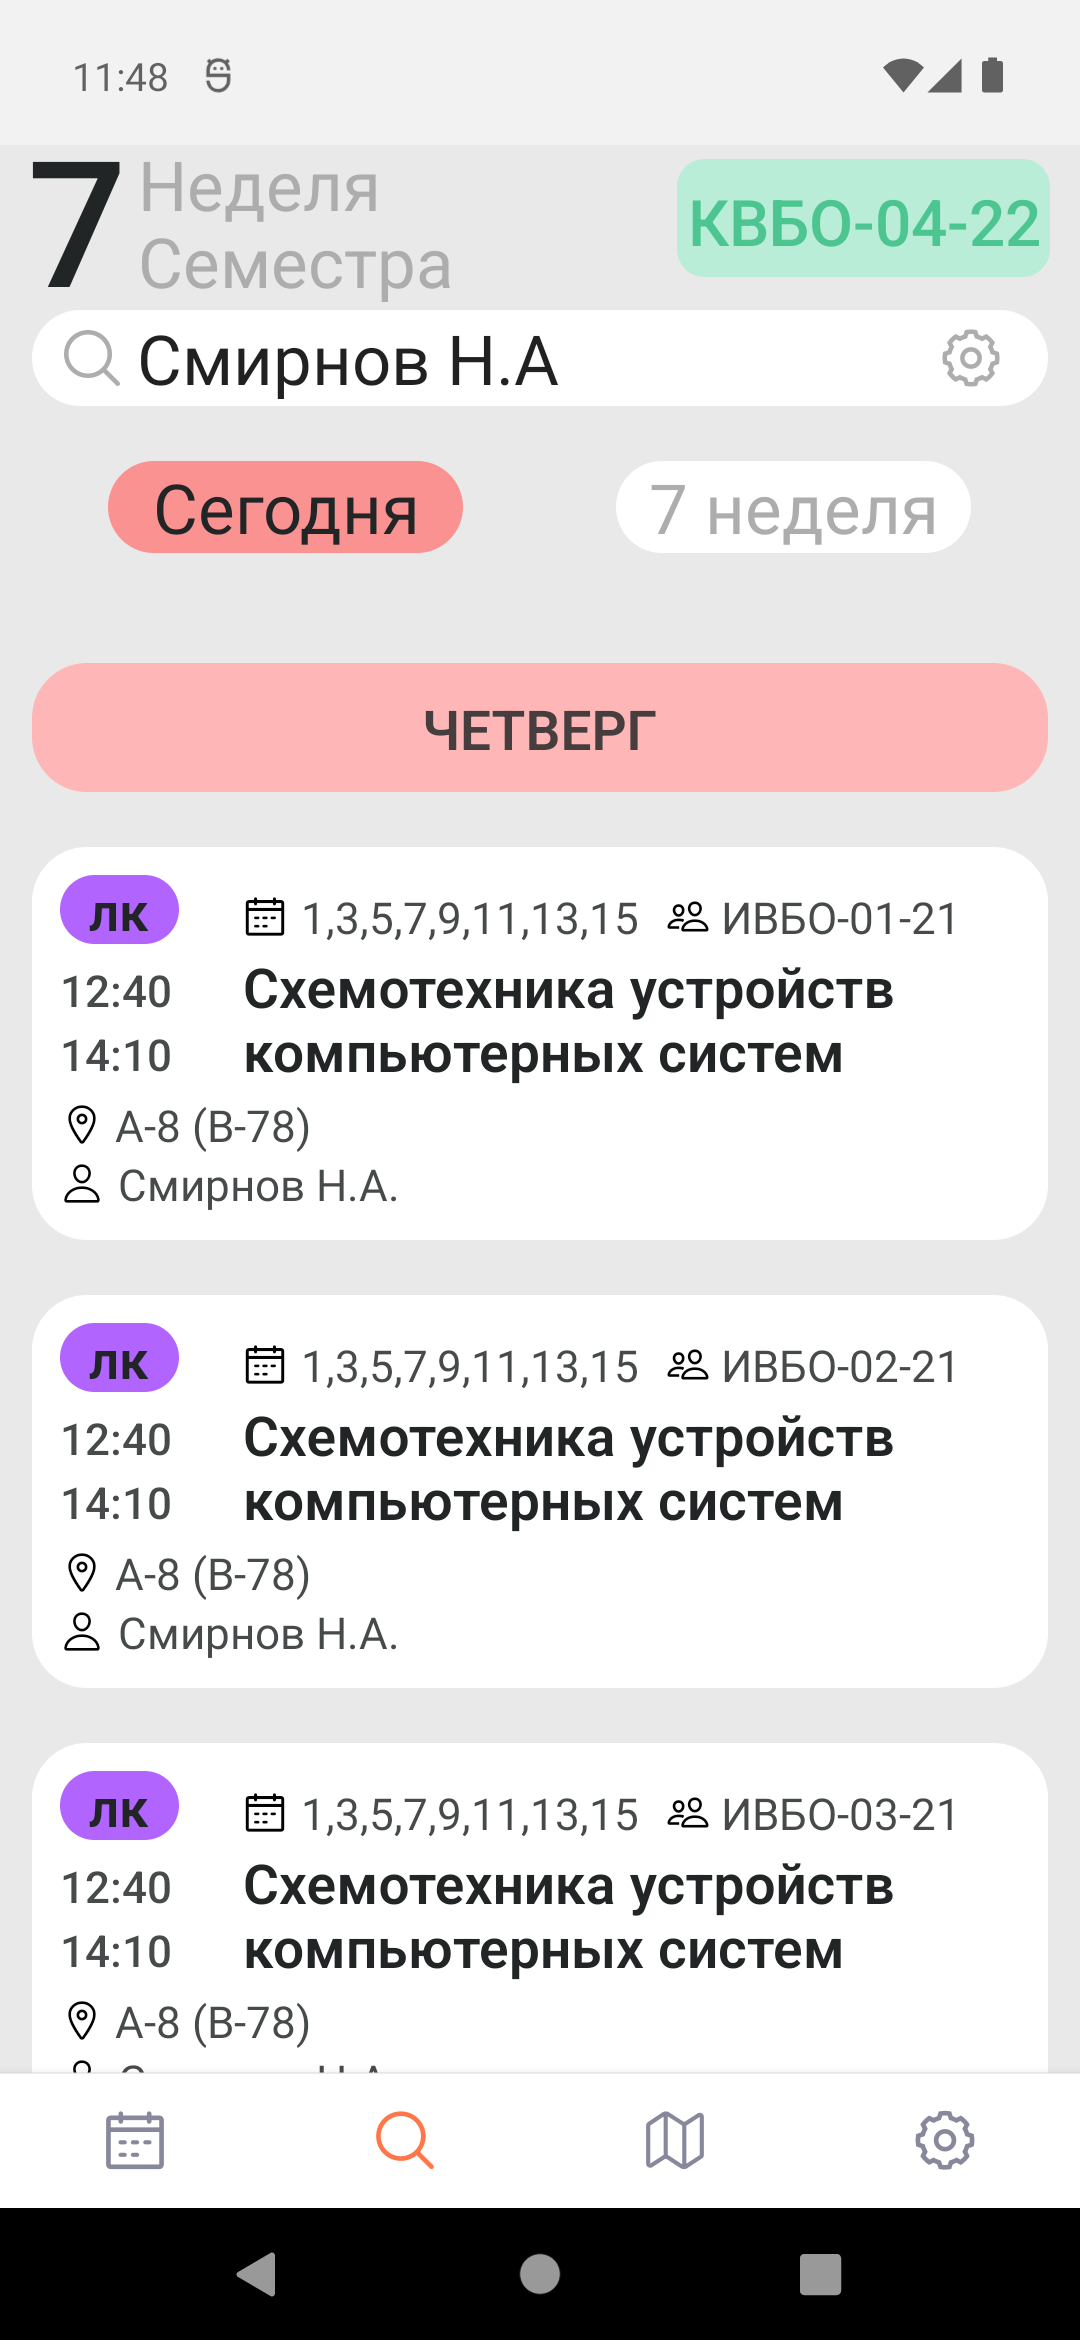 11:48
7 Неделя
Семестра
КВБО-04-22
Смирнов Н.А
Сегодня
7 неделя
ЧЕТВЕРГ
лк 1,3,5,7,9,11,13,15 ИВБО-01-21
12:40 Схемотехника устройств
14:10 компьютерных систем
А-8 (В-78)
Смирнов Н.А.
лк 1,3,5,7,9,11,13,15 ИВБО-02-21
12:40 Схемотехника устройств
14:10 компьютерных систем
А-8 (В-78)
Смирнов Н.А.
лк 1,3,5,7,9,11,13,15 ИВБО-03-21
12:40 Схемотехника устройств
14:10 компьютерных систем
А-8 (В-78)